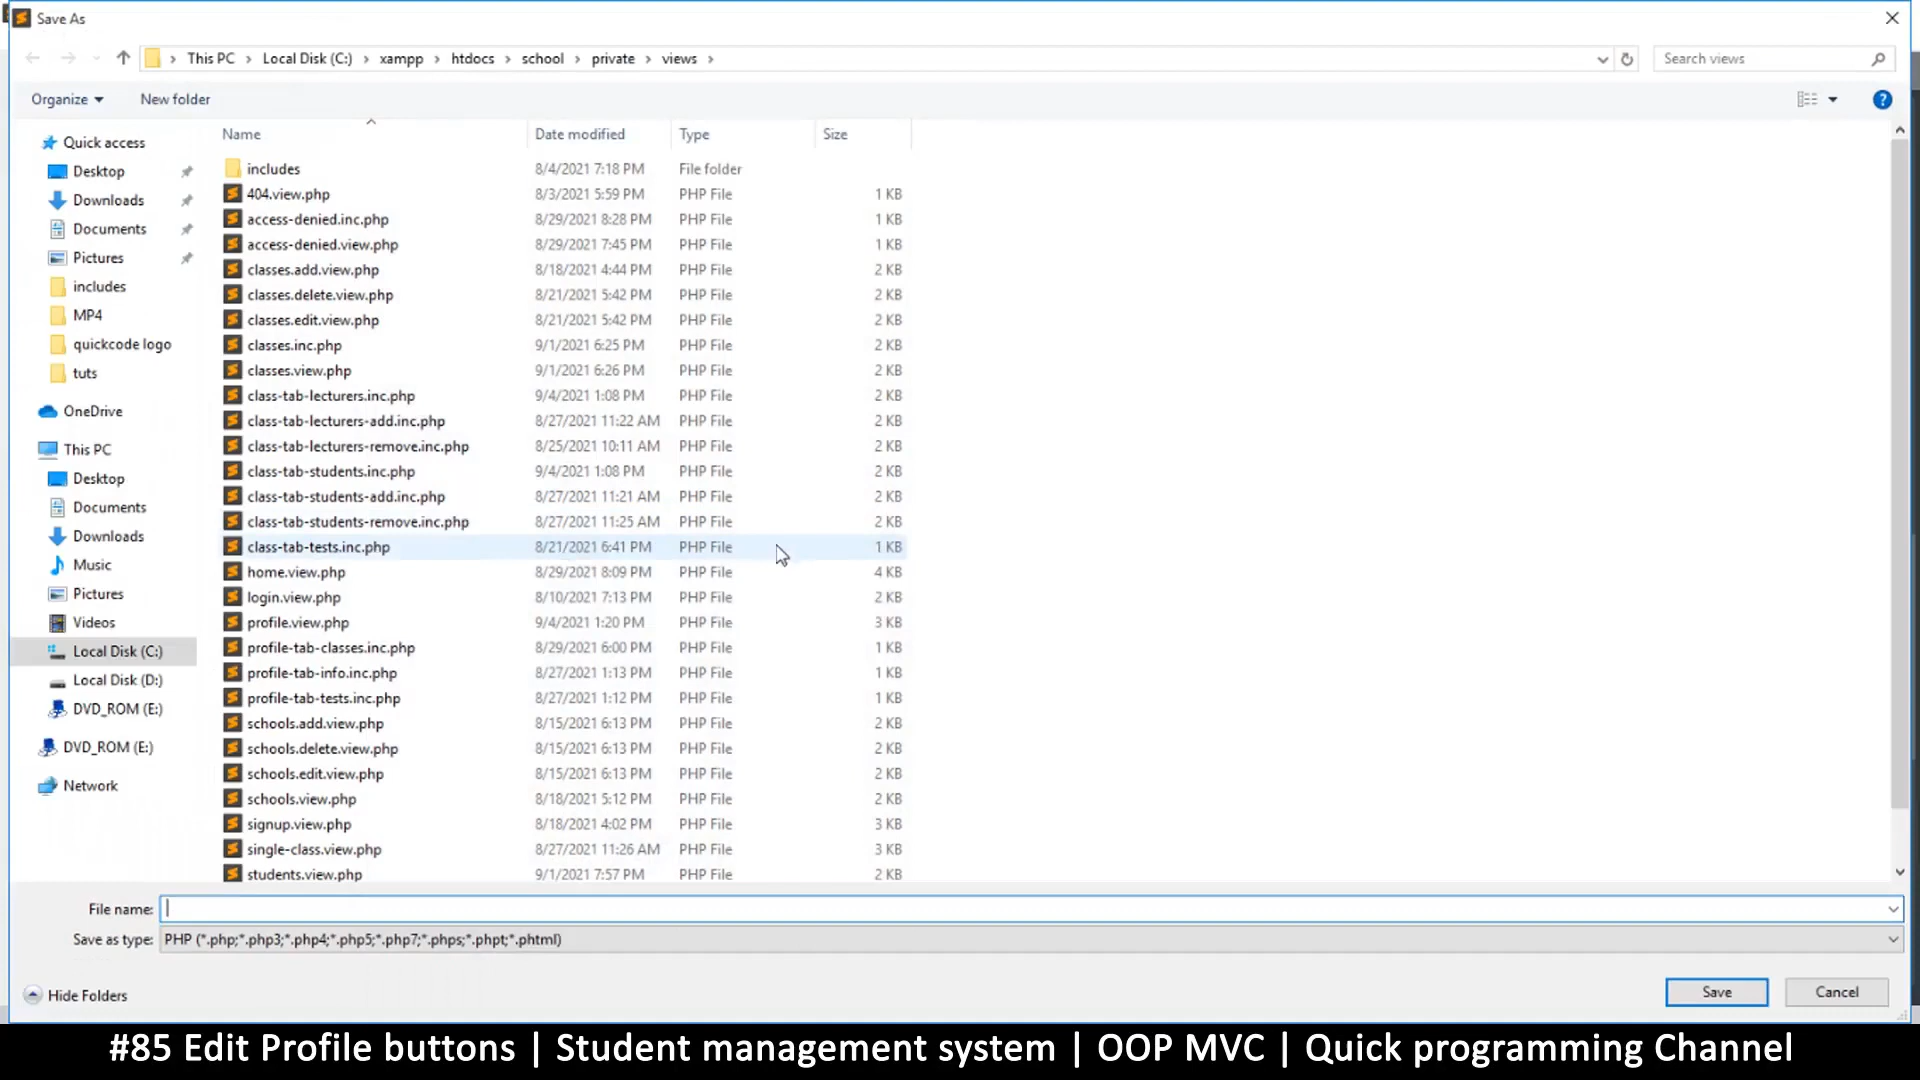 Save As
This PC > Local Disk (C:) > xampp > htdocs > school > private > views >
Search views
Organize
New folder
Quick access
Desktop
Downloads
Documents
Pictures
includes
MP4
quickcode logo
tuts
OneDrive
This PC
Desktop
Documents
Downloads
Music
Pictures
Videos
Local Disk (C:)
Local Disk (D:)
DVD_ROM (E:)
DVD_ROM (E:)
Network
Name Date modified Type Size
includes 8/4/2021 7:18 PM File folder
404.view.php 8/3/2021 5:59 PM PHP File 1 KB
access-denied.inc.php 8/29/2021 8:28 PM PHP File 1 KB
access-denied.view.php 8/29/2021 7:45 PM PHP File 1 KB
classes.add.view.php 8/18/2021 4:44 PM PHP File 2 KB
classes.delete.view.php 8/21/2021 5:42 PM PHP File 2 KB
classes.edit.view.php 8/21/2021 5:42 PM PHP File 2 KB
classes.inc.php 9/1/2021 6:25 PM PHP File 2 KB
classes.view.php 9/1/2021 6:26 PM PHP File 2 KB
class-tab-lecturers.inc.php 9/4/2021 1:08 PM PHP File 2 KB
class-tab-lecturers-add.inc.php 8/27/2021 11:22 AM PHP File 2 KB
class-tab-lecturers-remove.inc.php 8/25/2021 10:11 AM PHP File 2 KB
class-tab-students.inc.php 9/4/2021 1:08 PM PHP File 2 KB
class-tab-students-add.inc.php 8/27/2021 11:21 AM PHP File 2 KB
class-tab-students-remove.inc.php 8/27/2021 11:25 AM PHP File 2 KB
class-tab-tests.inc.php 8/21/2021 6:41 PM PHP File 1 KB
home.view.php 8/29/2021 8:09 PM PHP File 4 KB
login.view.php 8/10/2021 7:13 PM PHP File 2 KB
profile.view.php 9/4/2021 1:20 PM PHP File 3 KB
profile-tab-classes.inc.php 8/29/2021 6:00 PM PHP File 1 KB
profile-tab-info.inc.php 8/27/2021 1:13 PM PHP File 1 KB
profile-tab-tests.inc.php 8/27/2021 1:12 PM PHP File 1 KB
schools.add.view.php 8/15/2021 6:13 PM PHP File 2 KB
schools.delete.view.php 8/15/2021 6:13 PM PHP File 2 KB
schools.edit.view.php 8/15/2021 6:13 PM PHP File 2 KB
schools.view.php 8/18/2021 5:12 PM PHP File 2 KB
signup.view.php 8/18/2021 4:02 PM PHP File 3 KB
single-class.view.php 8/27/2021 11:26 AM PHP File 3 KB
students.view.php 9/1/2021 7:57 PM PHP File 2 KB
File name:
Save as type: PHP (*.php;*.php3;*.php4;*.php5;*.php7;*.phps;*.phpt;*.phtml)
Hide Folders
Save
Cancel
#85 Edit Profile buttons | Student management system | OOP MVC | Quick programming Channel